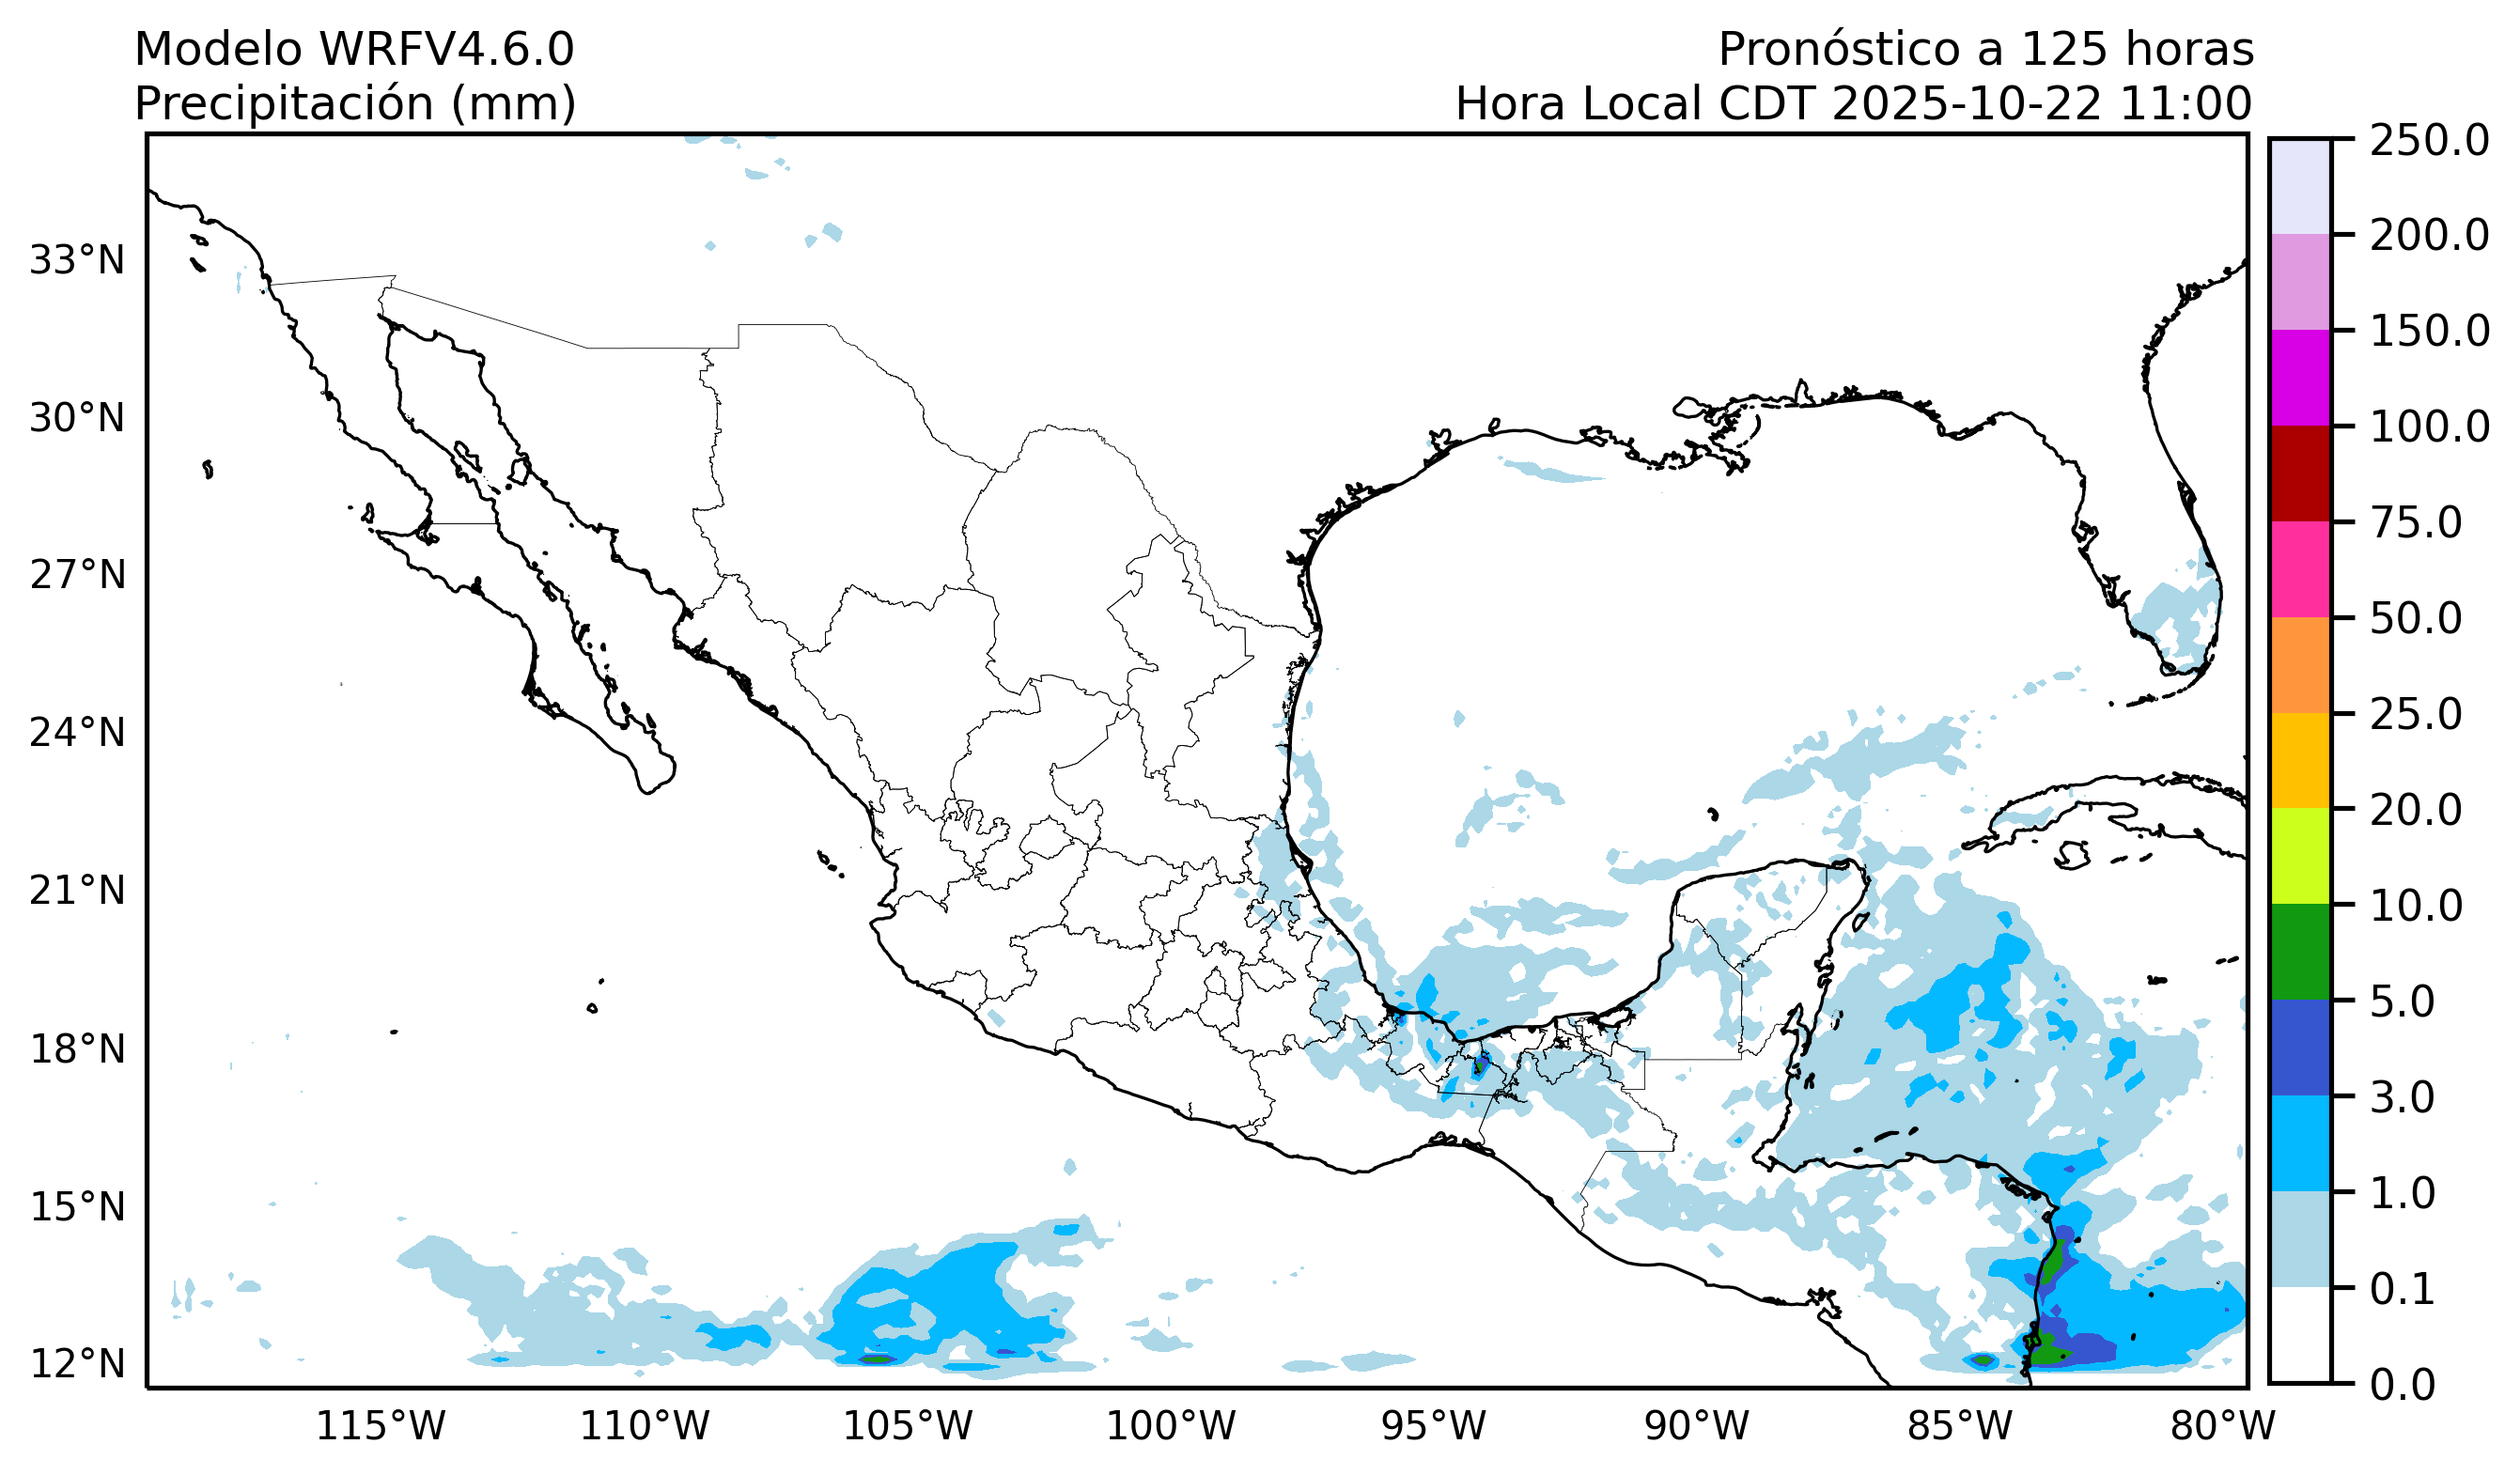 Modelo WRFV4.6.0
Precipitación (mm)
Pronóstico a 125 horas
Hora Local CDT 2025-10-22 11:00
33°N
30°N
27°N
24°N
21°N
18°N
15°N
12°N
115°W
110°W
105°W
100°W
95°W
90°W
85°W
80°W
250.0
200.0
150.0
100.0
75.0
50.0
25.0
20.0
10.0
5.0
3.0
1.0
0.1
0.0